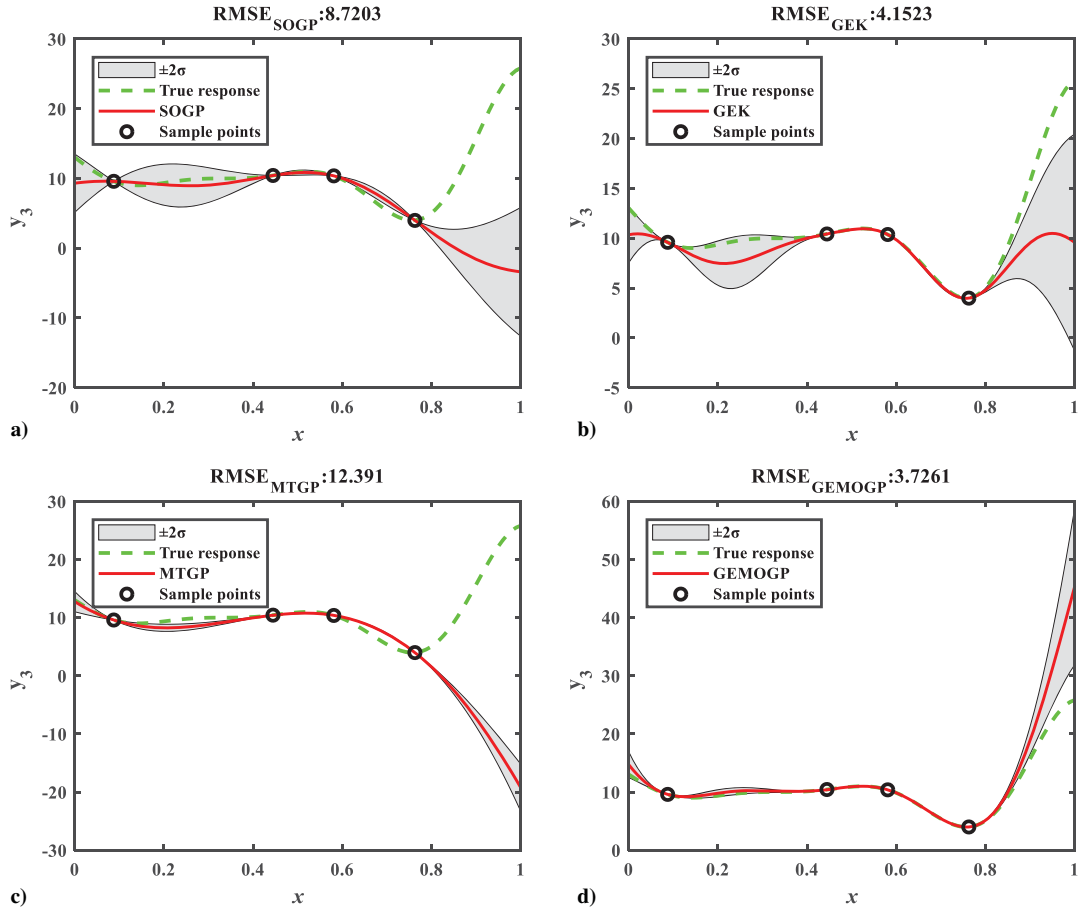 RMSE_SOGP:8.7203
30
20
10
0
-10
-20
y_3
±2σ
True response
SOGP
Sample points
0 0.2 0.4 0.6 0.8 1
x
a)
RMSE_GEK:4.1523
30
25
20
15
10
5
0
-5
y_3
±2σ
True response
GEK
Sample points
0 0.2 0.4 0.6 0.8 1
x
b)
RMSE_MTGP:12.391
30
20
10
0
-10
-20
-30
y_3
±2σ
True response
MTGP
Sample points
0 0.2 0.4 0.6 0.8 1
x
c)
RMSE_GEMOGP:3.7261
60
50
40
30
20
10
0
y_3
±2σ
True response
GEMOGP
Sample points
0 0.2 0.4 0.6 0.8 1
x
d)